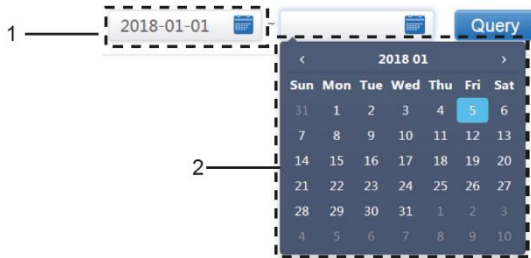 1
2018-01-01 ~ Query
‹ 2018 01 ›
Sun Mon Tue Wed Thu Fri Sat
31 1 2 3 4 5 6
7 8 9 10 11 12 13
2
14 15 16 17 18 19 20
21 22 23 24 25 26 27
28 29 30 31 1 2 3
4 5 6 7 8 9 10